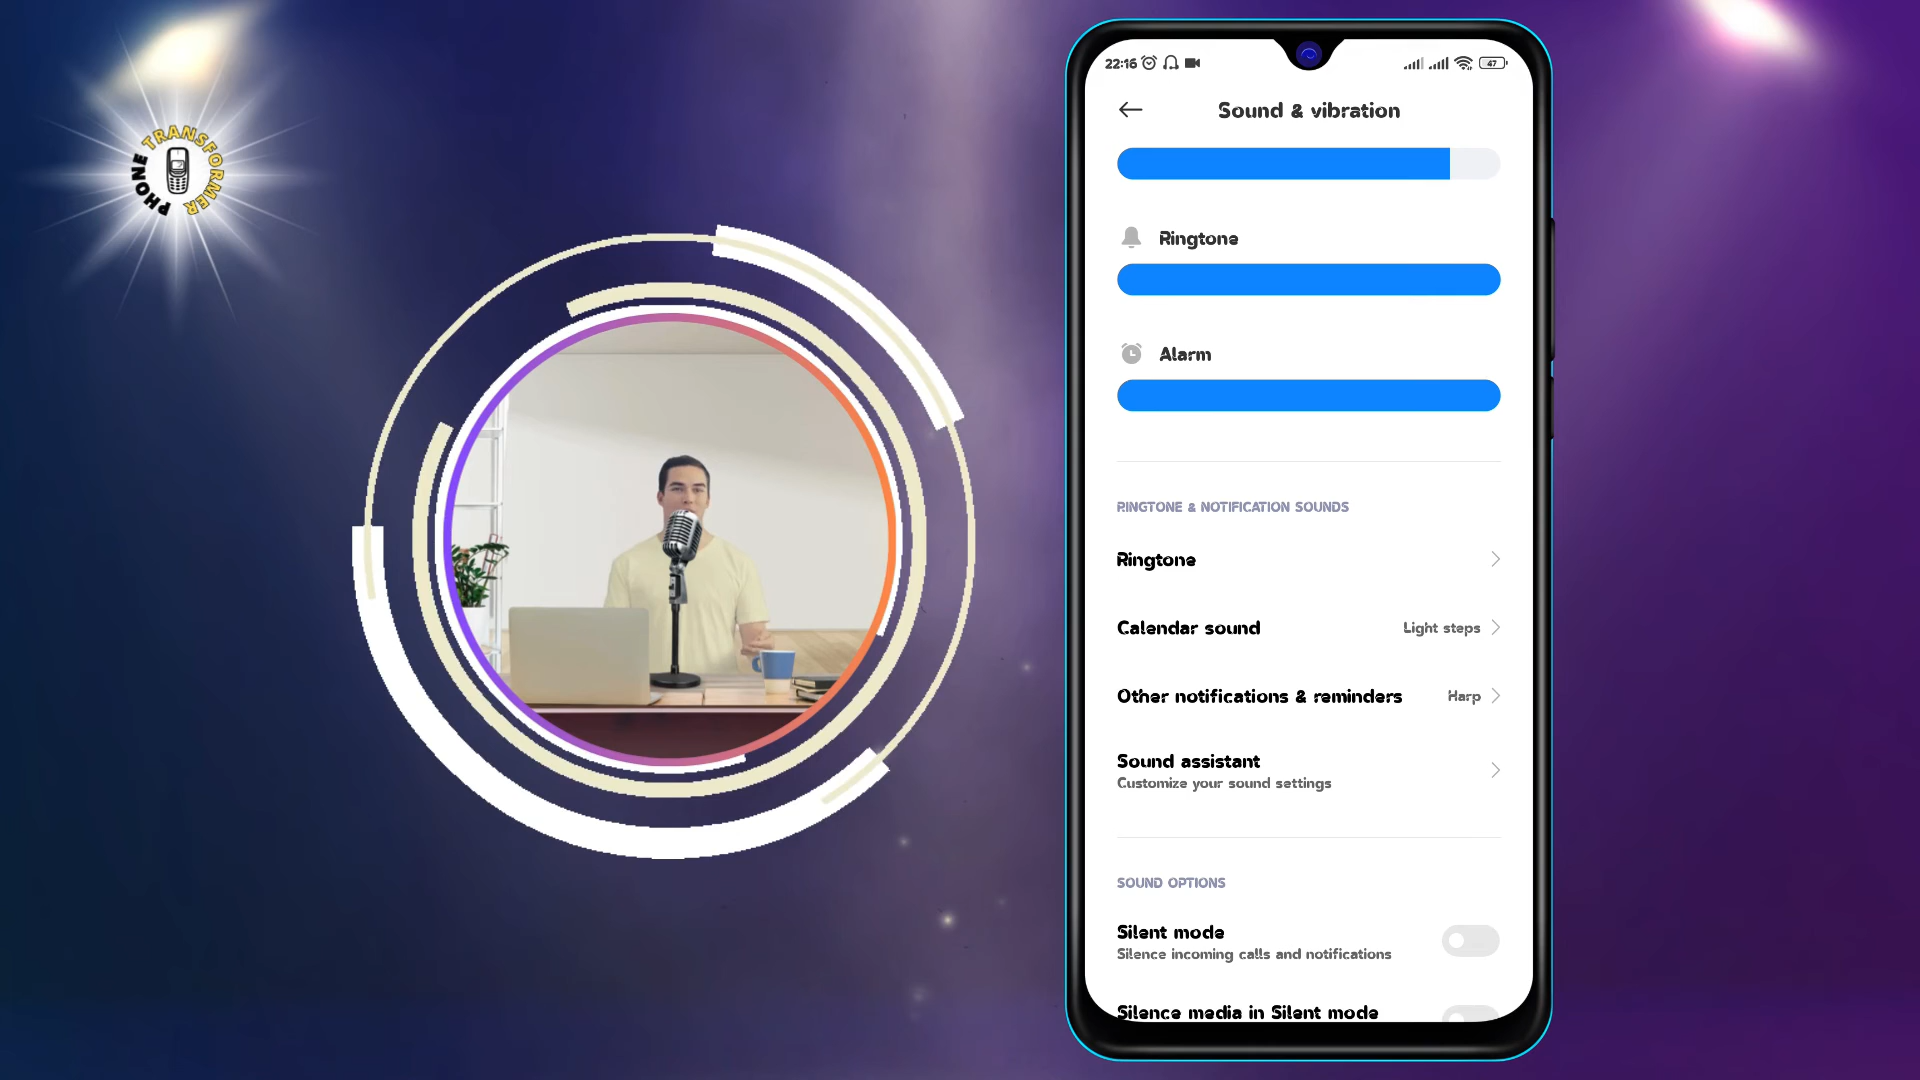 PHONE TRANSFORMER
22:16
47
Sound & vibration
Ringtone
Alarm
RINGTONE & NOTIFICATION SOUNDS
Ringtone
Calendar sound Light steps
Other notifications & reminders Harp
Sound assistant
Customize your sound settings
SOUND OPTIONS
Silent mode
Silence incoming calls and notifications
Silence media in Silent mode